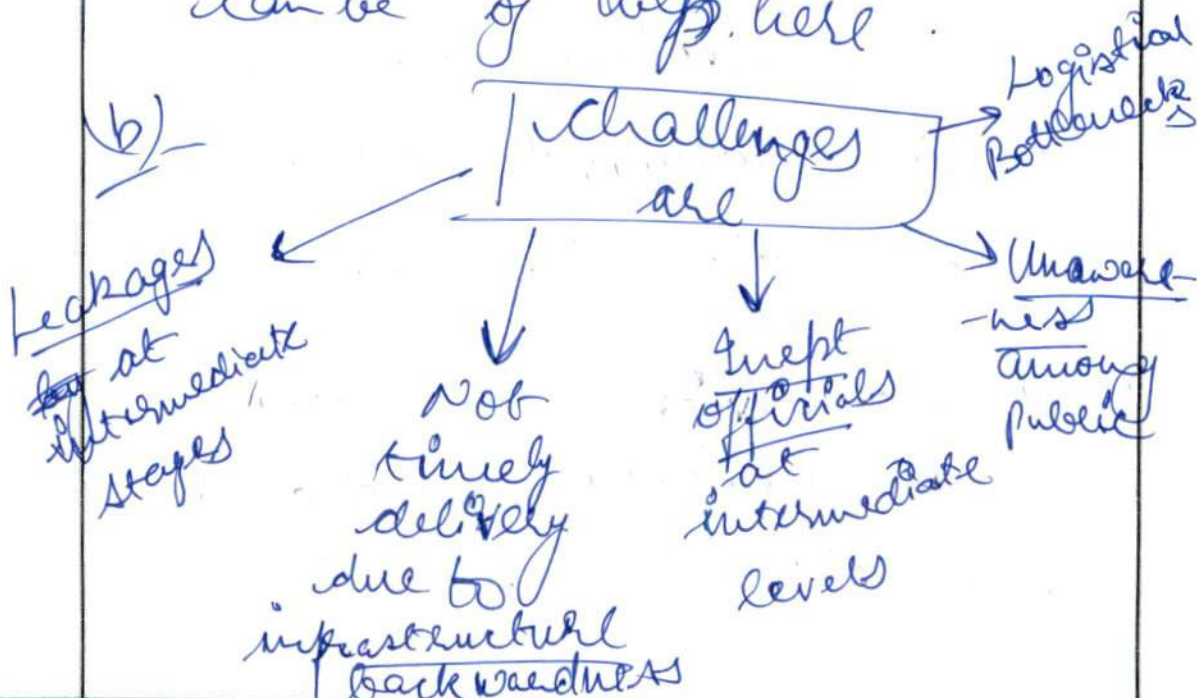 can be of help here.
b)
Challenges
are
Logistical
Bottlenecks
Leakages
at
intermediate
stages
Not
timely
delivery
due to
infrastructure
backwardness
Inept
officials
at
intermediate
levels
Unaware-
-ness
among
public